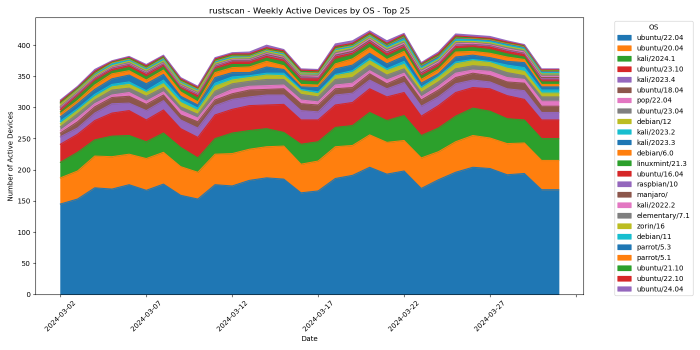 rustscan - Weekly Active Devices by OS - Top 25
Number of Active Devices
400
350
300
250
200
150
100
50
0
2024-03-02
2024-03-07
2024-03-12
2024-03-17
2024-03-22
2024-03-27
Date
OS
ubuntu/22.04
ubuntu/20.04
kali/2024.1
ubuntu/23.10
kali/2023.4
ubuntu/18.04
pop/22.04
ubuntu/23.04
debian/12
kali/2023.2
kali/2023.3
debian/6.0
linuxmint/21.3
ubuntu/16.04
raspbian/10
manjaro/
kali/2022.2
elementary/7.1
zorin/16
debian/11
parrot/5.3
parrot/5.1
ubuntu/21.10
ubuntu/22.10
ubuntu/24.04